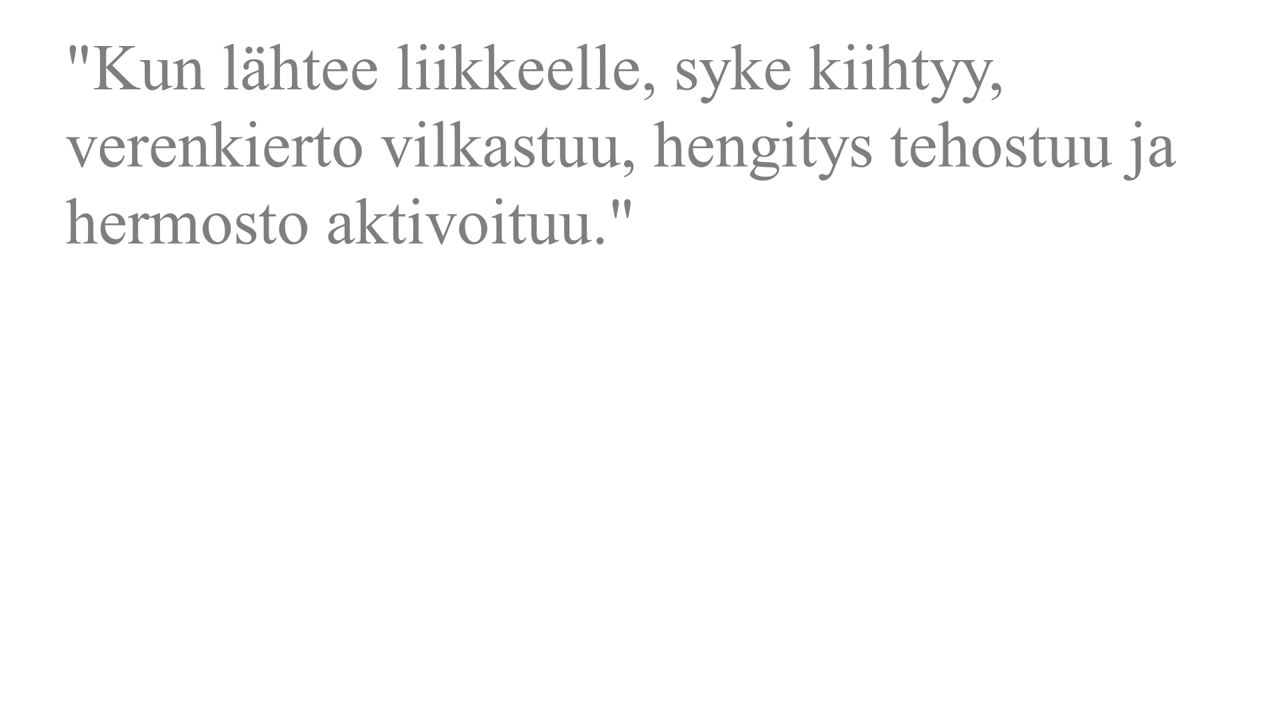 "Kun lähtee liikkeelle, syke kiihtyy,
verenkierto vilkastuu, hengitys tehostuu ja
hermosto aktivoituu."